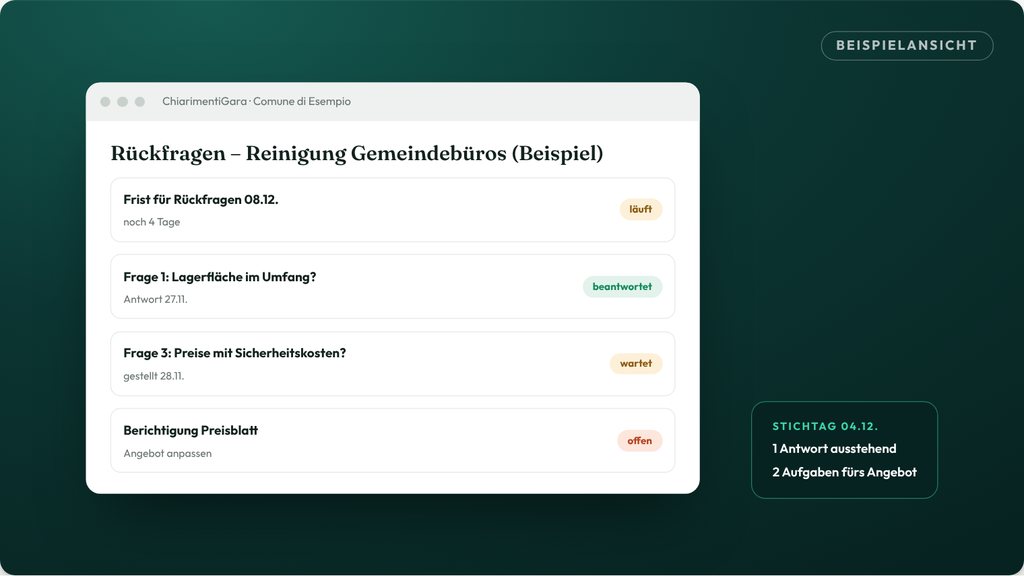 BEISPIELANSICHT
ChiarimentiGara · Comune di Esempio
Rückfragen – Reinigung Gemeindebüros (Beispiel)
Frist für Rückfragen 08.12.
noch 4 Tage
läuft
Frage 1: Lagerfläche im Umfang?
Antwort 27.11.
beantwortet
Frage 3: Preise mit Sicherheitskosten?
gestellt 28.11.
wartet
Berichtigung Preisblatt
Angebot anpassen
offen
STICHTAG 04.12.
1 Antwort ausstehend
2 Aufgaben fürs Angebot